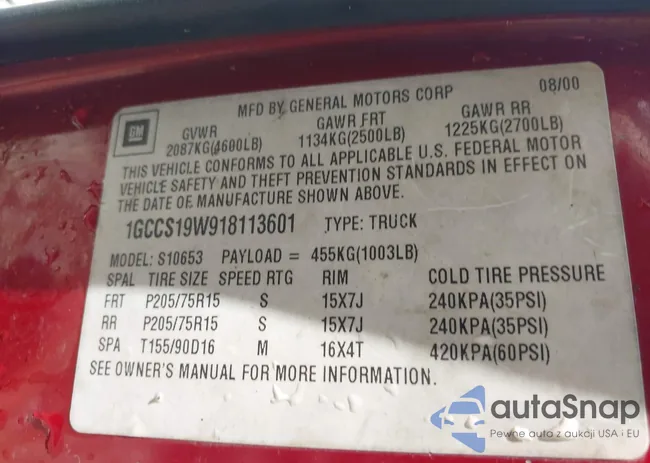 MFD BY GENERAL MOTORS CORP 08/00
GM
GVWR GAWR FRT GAWR RR
2087KG(4600LB) 1134KG(2500LB) 1225KG(2700LB)
THIS VEHICLE CONFORMS TO ALL APPLICABLE U.S. FEDERAL MOTOR
VEHICLE SAFETY AND THEFT PREVENTION STANDARDS IN EFFECT ON
THE DATE OF MANUFACTURE SHOWN ABOVE.
1GCCS19W918113601 TYPE: TRUCK
MODEL: S10653 PAYLOAD = 455KG(1003LB)
SPAL TIRE SIZE SPEED RTG RIM COLD TIRE PRESSURE
FRT P205/75R15 S 15X7J 240KPA(35PSI)
RR P205/75R15 S 15X7J 240KPA(35PSI)
SPA T155/90D16 M 16X4T 420KPA(60PSI)
SEE OWNER'S MANUAL FOR MORE INFORMATION.
autaSnap
Pewne auta z aukcji USA i EU